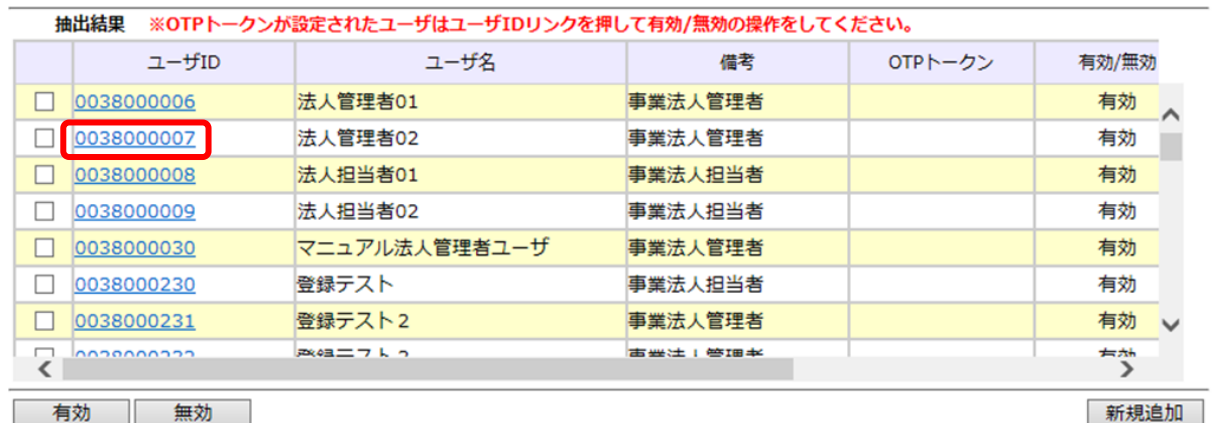 抽出結果 ※OTPトークンが設定されたユーザはユーザIDリンクを押して有効/無効の操作をしてください。
ユーザID ユーザ名 備考 OTPトークン 有効/無効
0038000006 法人管理者01 事業法人管理者 有効
0038000007 法人管理者02 事業法人管理者 有効
0038000008 法人担当者01 事業法人担当者 有効
0038000009 法人担当者02 事業法人担当者 有効
0038000030 マニュアル法人管理者ユーザ 事業法人管理者 有効
0038000230 登録テスト 事業法人担当者 有効
0038000231 登録テスト２ 事業法人管理者 有効
有効 無効 新規追加